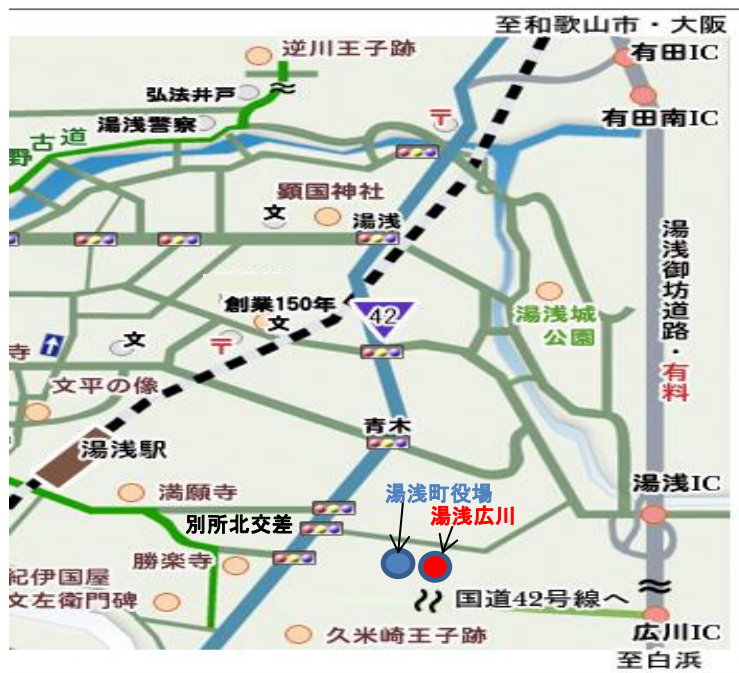 至和歌山市・大阪
逆川王子跡
有田IC
弘法井戸
〒
湯浅警察
有田南IC
古道
野
顕国神社
文
湯浅
湯浅御坊道路・有料
創業150年
42
文
湯浅城
公園
文
〒
寺
文平の像
青木
湯浅駅
湯浅IC
満願寺
湯浅町役場
湯浅広川
別所北交差
勝楽寺
紀伊国屋
文左衛門碑
国道42号線へ
久米崎王子跡
広川IC
至白浜